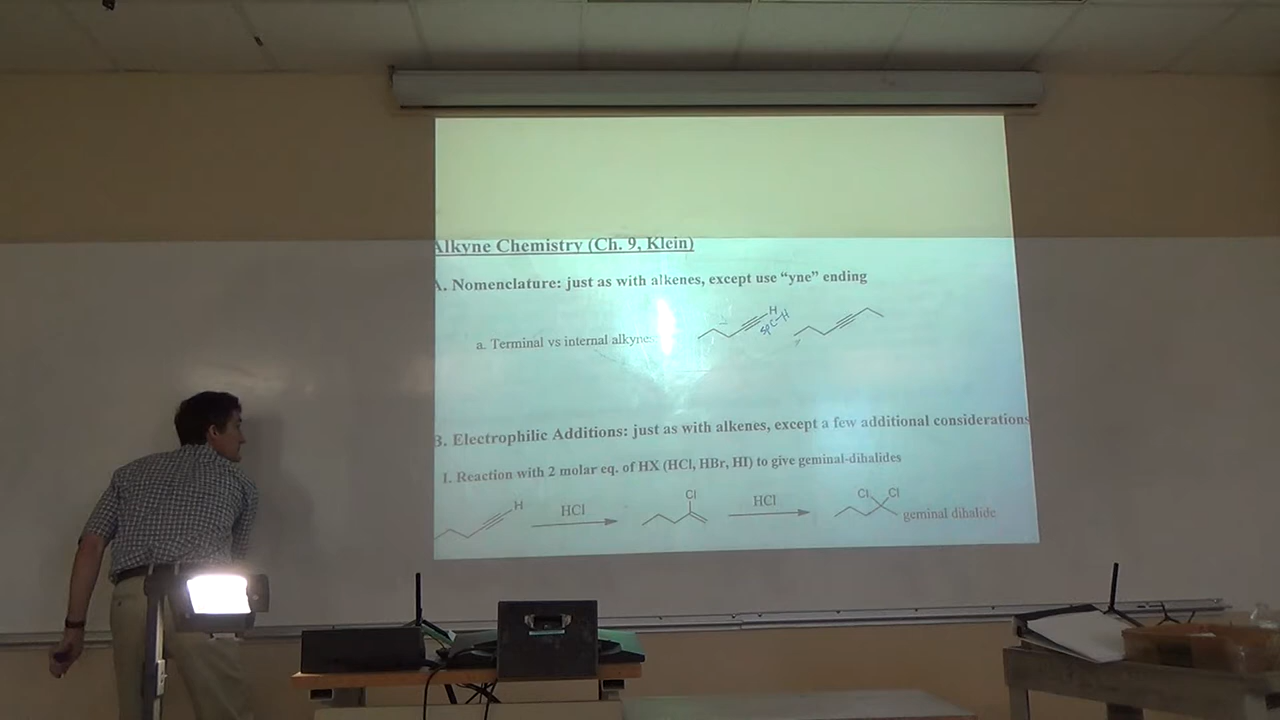 Alkyne Chemistry (Ch. 9, Klein)
A. Nomenclature: just as with alkenes, except use “yne” ending
a. Terminal vs internal alkyne
H
sp C-H
B. Electrophilic Additions: just as with alkenes, except a few additional considerations
I. Reaction with 2 molar eq. of HX (HCl, HBr, HI) to give geminal-dihalides
H HCl Cl HCl Cl Cl
geminal dihalide